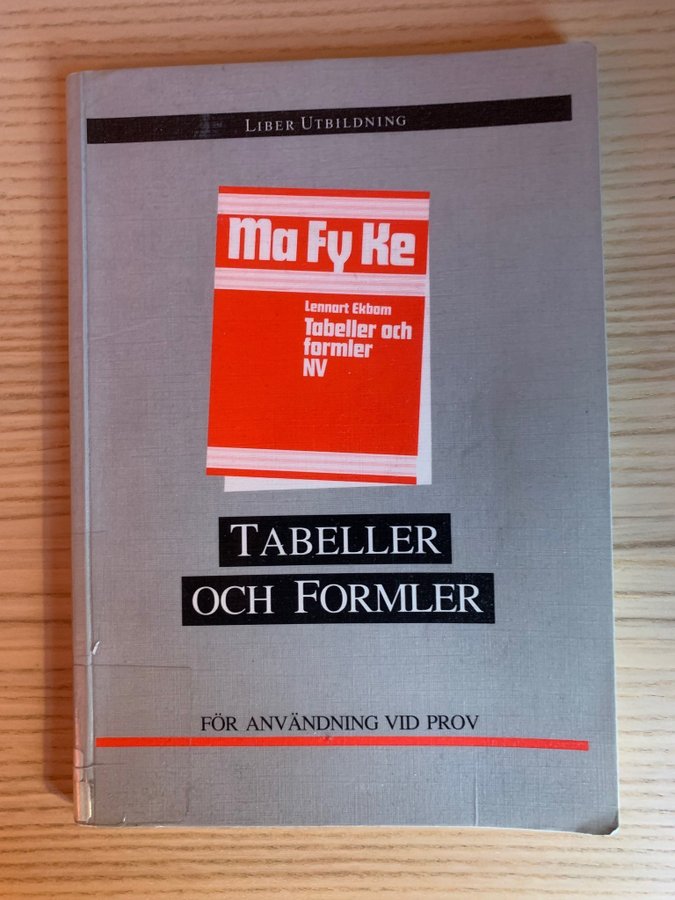 LIBER UTBILDNING
Ma Fy Ke
Lennart Ekbom
Tabeller och
formler
NV
TABELLER
OCH FORMLER
FÖR ANVÄNDNING VID PROV